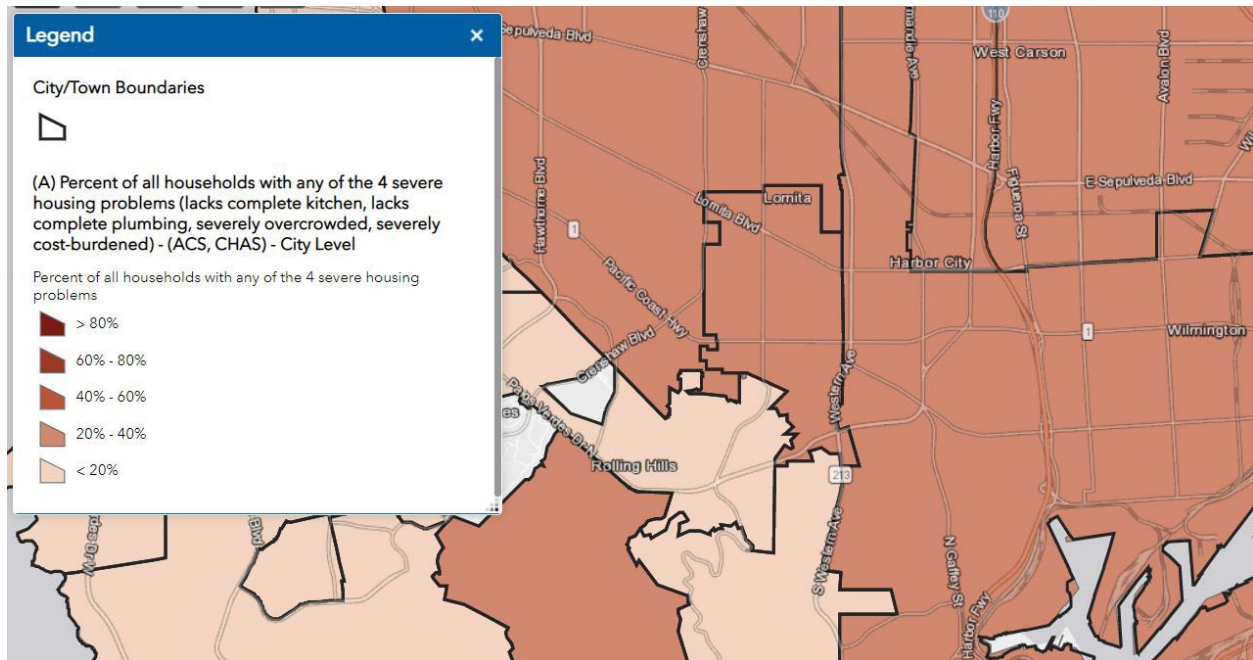 Legend
×
City/Town Boundaries
(A) Percent of all households with any of the 4 severe
housing problems (lacks complete kitchen, lacks
complete plumbing, severely overcrowded, severely
cost-burdened) - (ACS, CHAS) - City Level
Percent of all households with any of the 4 severe housing
problems
> 80%
60% - 80%
40% - 60%
20% - 40%
< 20%
Sepulveda Blvd
Crenshaw
110
West Carson
Avalon Blvd
Harbor Fwy
Figueroa St
E Sepulveda Blvd
Hawthorne Blvd
Lomita
Lomita Blvd
1
Harbor City
Pacific Coast Hwy
1
Wilmington
Crenshaw Blvd
Western Ave
Palos Verdes Dr N
es
Rolling Hills
213
S Western Ave
N Gaffey St
Harbor Fwy
Blvd